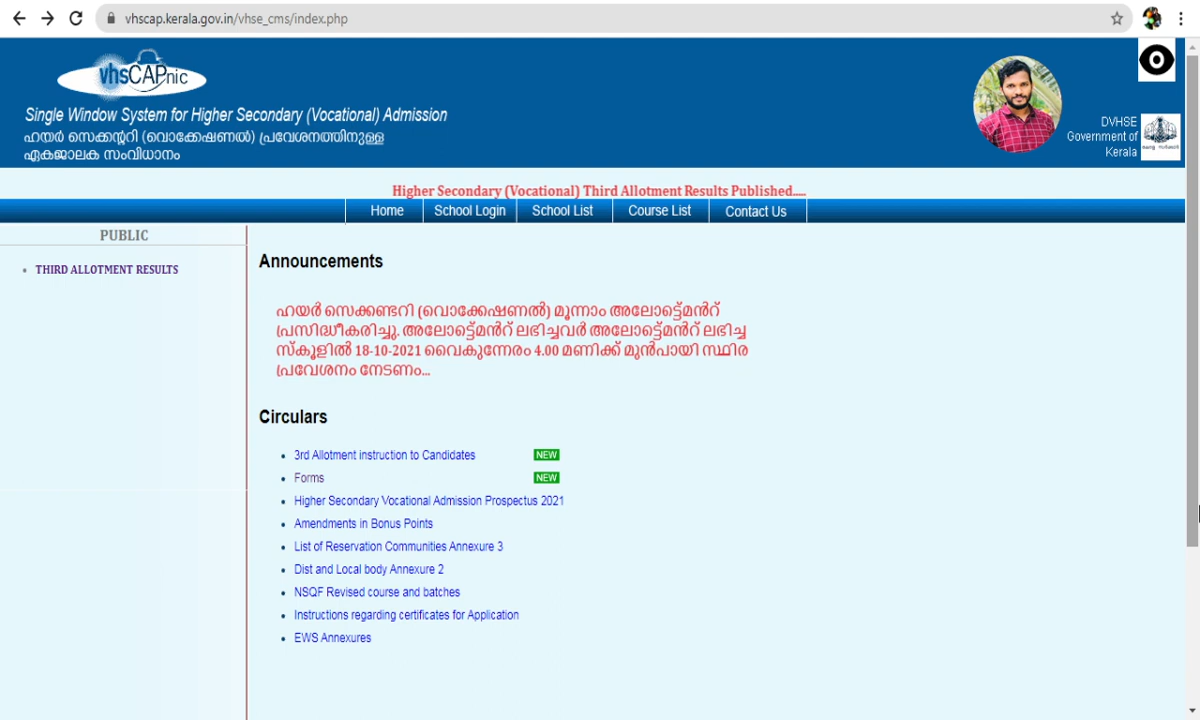 vhscap.kerala.gov.in/vhse_cms/index.php
vhsCAPnic
Single Window System for Higher Secondary (Vocational) Admission
ഹയർ സെക്കന്ററി (വൊക്കേഷണൽ) പ്രവേശനത്തിനുള്ള
ഏകജാലക സംവിധാനം
DVHSE
Government of
Kerala
Higher Secondary (Vocational) Third Allotment Results Published.....
Home School Login School List Course List Contact Us
PUBLIC
THIRD ALLOTMENT RESULTS
Announcements
ഹയർ സെക്കണ്ടറി (വൊക്കേഷണൽ) മൂന്നാം അലോട്ട്മെൻറ്
പ്രസിദ്ധീകരിച്ചു. അലോട്ട്മെൻറ് ലഭിച്ചവർ അലോട്ട്മെൻറ് ലഭിച്ച
സ്കൂളിൽ 18-10-2021 വൈകുന്നേരം 4.00 മണിക്ക് മുൻപായി സ്ഥിര
പ്രവേശനം നേടണം...
Circulars
3rd Allotment instruction to Candidates NEW
Forms NEW
Higher Secondary Vocational Admission Prospectus 2021
Amendments in Bonus Points
List of Reservation Communities Annexure 3
Dist and Local body Annexure 2
NSQF Revised course and batches
Instructions regarding certificates for Application
EWS Annexures